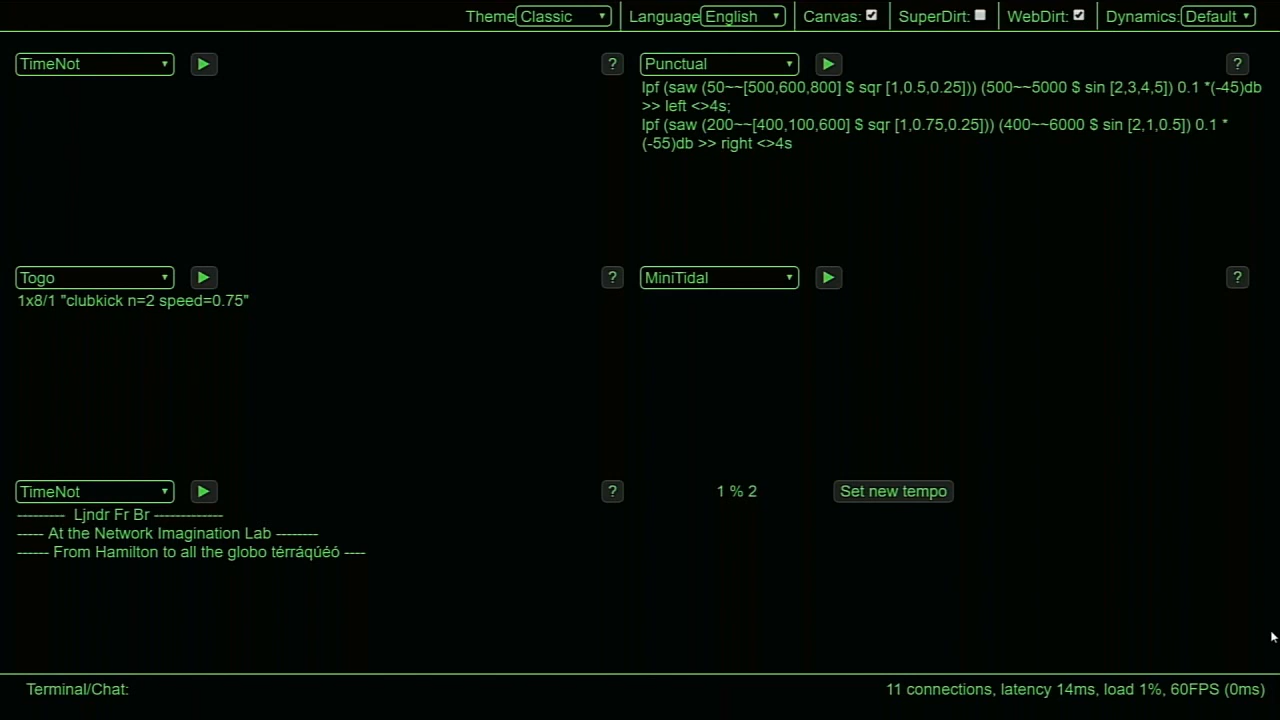 Theme Classic Language English Canvas: SuperDirt: WebDirt: Dynamics: Default
TimeNot ?
Punctual ?
lpf (saw (50~~[500,600,800] $ sqr [1,0.5,0.25])) (500~~5000 $ sin [2,3,4,5]) 0.1 *(-45)db
>> left <>4s;
lpf (saw (200~~[400,100,600] $ sqr [1,0.75,0.25])) (400~~6000 $ sin [2,1,0.5]) 0.1 *
(-55)db >> right <>4s
Togo ?
1x8/1 "clubkick n=2 speed=0.75"
MiniTidal ?
TimeNot ?
--------- Ljndr Fr Br -------------
----- At the Network Imagination Lab --------
------ From Hamilton to all the globo térráqúéó ----
1 % 2 Set new tempo
Terminal/Chat:
11 connections, latency 14ms, load 1%, 60FPS (0ms)